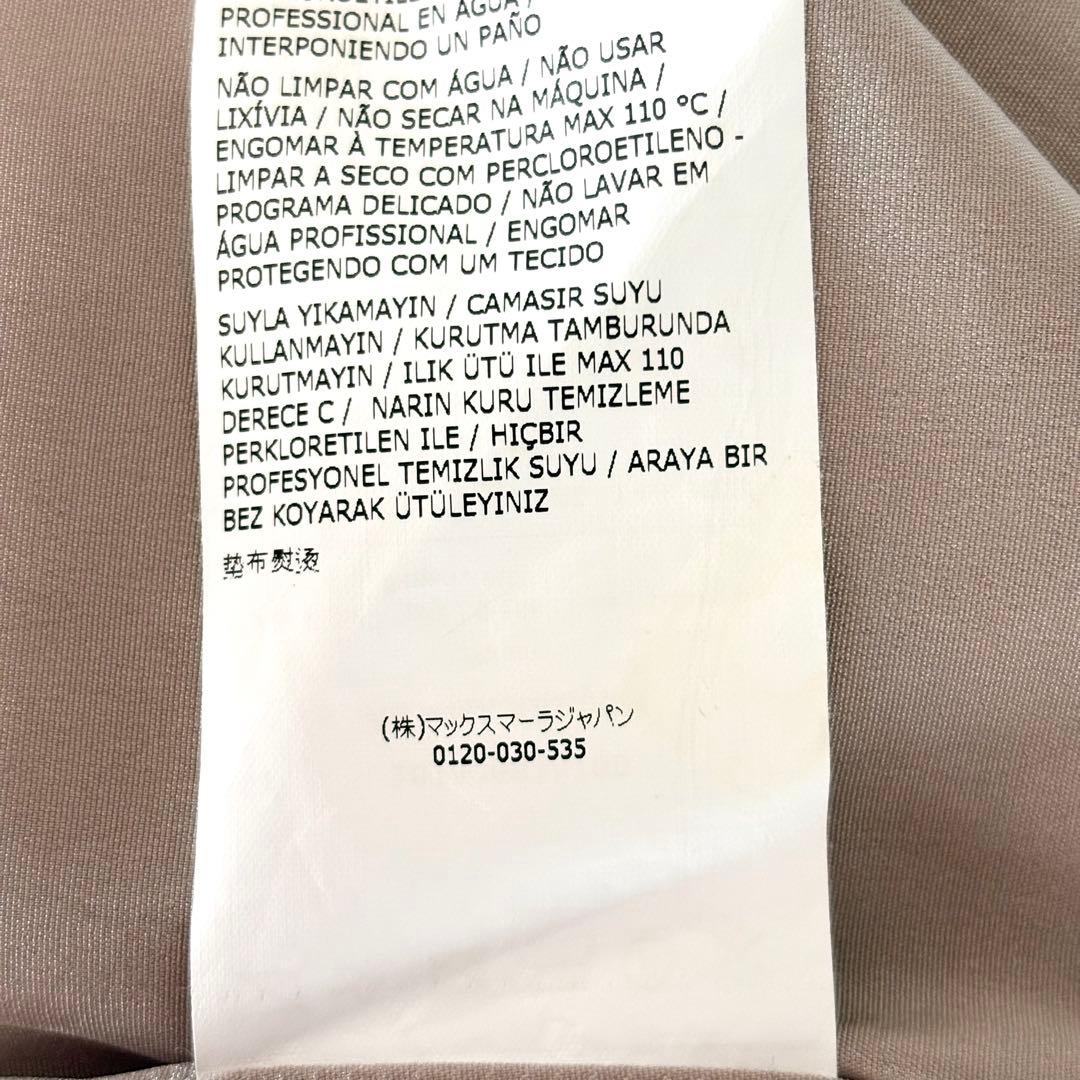 PROFESSIONAL EN AGUA /
INTERPONIENDO UN PAÑO
NÃO LIMPAR COM ÁGUA / NÃO USAR
LIXÍVIA / NÃO SECAR NA MÁQUINA /
ENGOMAR À TEMPERATURA MAX 110 °C /
LIMPAR A SECO COM PERCLOROETILENO -
PROGRAMA DELICADO / NÃO LAVAR EM
ÁGUA PROFISSIONAL / ENGOMAR
PROTEGENDO COM UM TECIDO
SUYLA YIKAMAYIN / CAMASIR SUYU
KULLANMAYIN / KURUTMA TAMBURUNDA
KURUTMAYIN / ILIK ÜTÜ ILE MAX 110
DERECE C / NARIN KURU TEMIZLEME
PERKLORETILEN ILE / HIÇBIR
PROFESYONEL TEMIZLIK SUYU / ARAYA BIR
BEZ KOYARAK ÜTÜLEYINIZ
垫布熨烫
(株)マックスマーラジャパン
0120-030-535